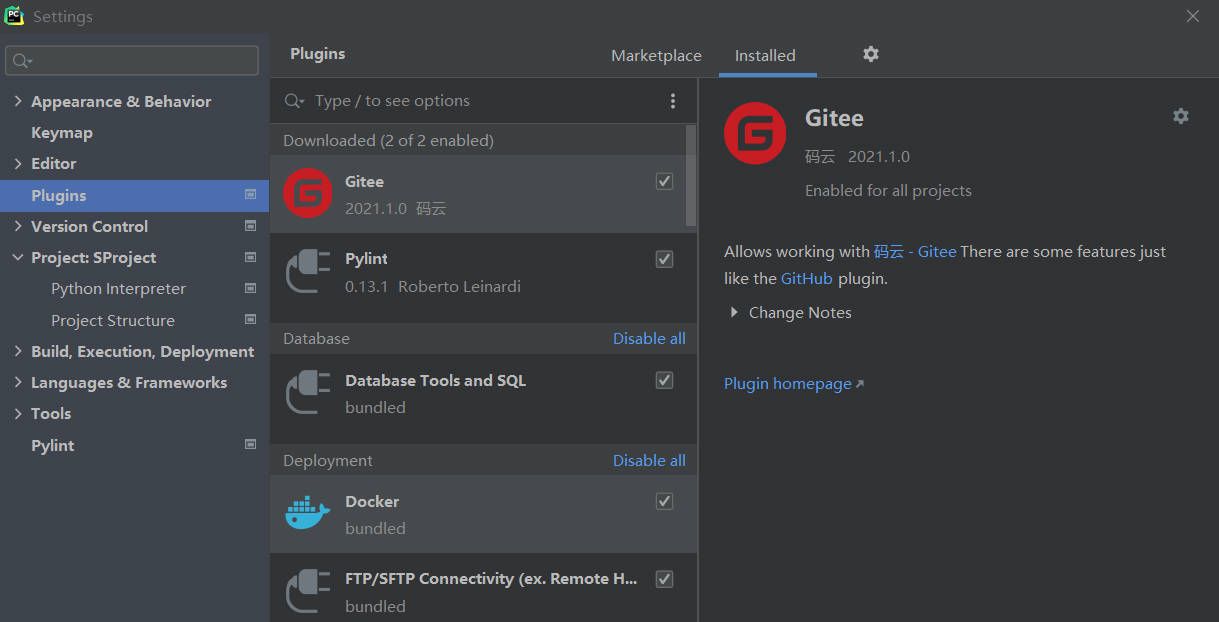 PC
Settings
Plugins
Marketplace
Installed
Appearance & Behavior
Keymap
Editor
Plugins
Version Control
Project: SProject
Python Interpreter
Project Structure
Build, Execution, Deployment
Languages & Frameworks
Tools
Pylint
Type / to see options
Downloaded (2 of 2 enabled)
G
Gitee
2021.1.0 码云
Pylint
0.13.1 Roberto Leinardi
Database Disable all
Database Tools and SQL
bundled
Deployment Disable all
Docker
bundled
FTP/SFTP Connectivity (ex. Remote H...
bundled
G
Gitee
码云 2021.1.0
Enabled for all projects
Allows working with 码云 - Gitee There are some features just
like the GitHub plugin.
Change Notes
Plugin homepage